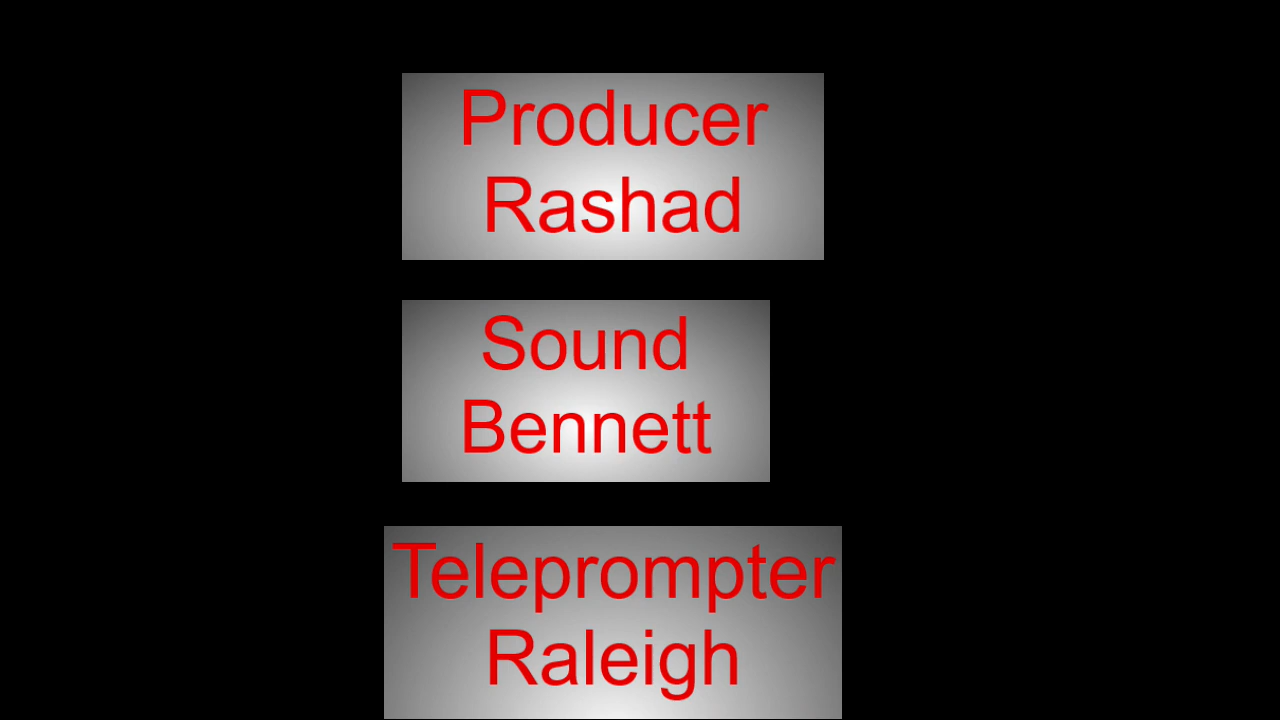 Producer
Rashad
Sound
Bennett
Teleprompter
Raleigh